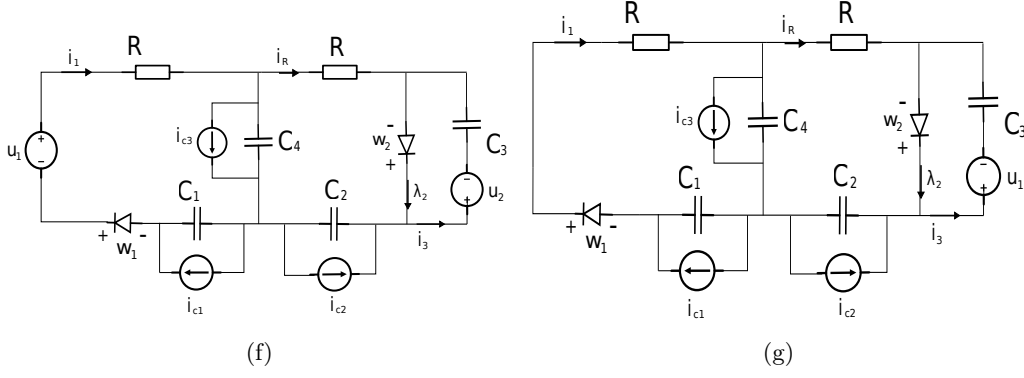 i1 R iR R
+
−
u1
ic3
C4
-
w2
+
λ2
C3
−
+
u2
C1
C2
+
w1
-
i3
ic1
ic2
(f)
i1 R iR R
ic3
C4
-
w2
+
λ2
C3
−
+
u1
C1
C2
+
w1
-
i3
ic1
ic2
(g)